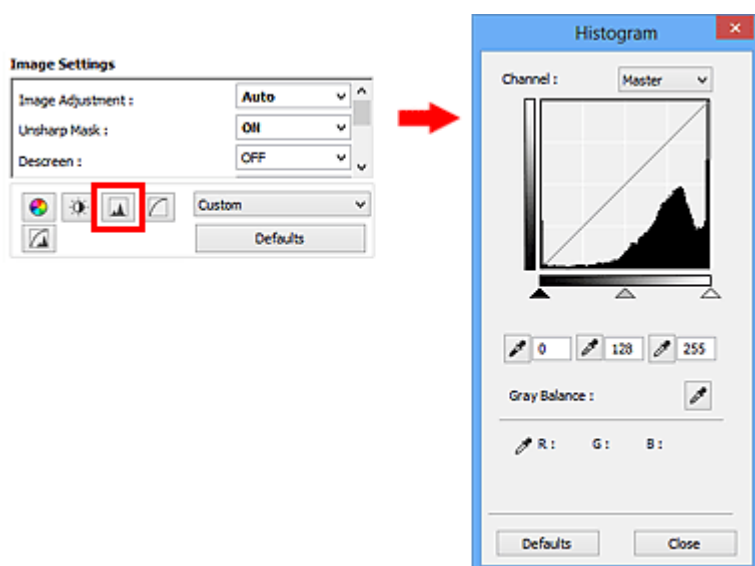 Image Settings
Image Adjustment :
Auto
Unsharp Mask :
ON
Descreen :
OFF
Custom
Defaults
Histogram
Channel :
Master
0
128
255
Gray Balance :
R :
G :
B :
Defaults
Close